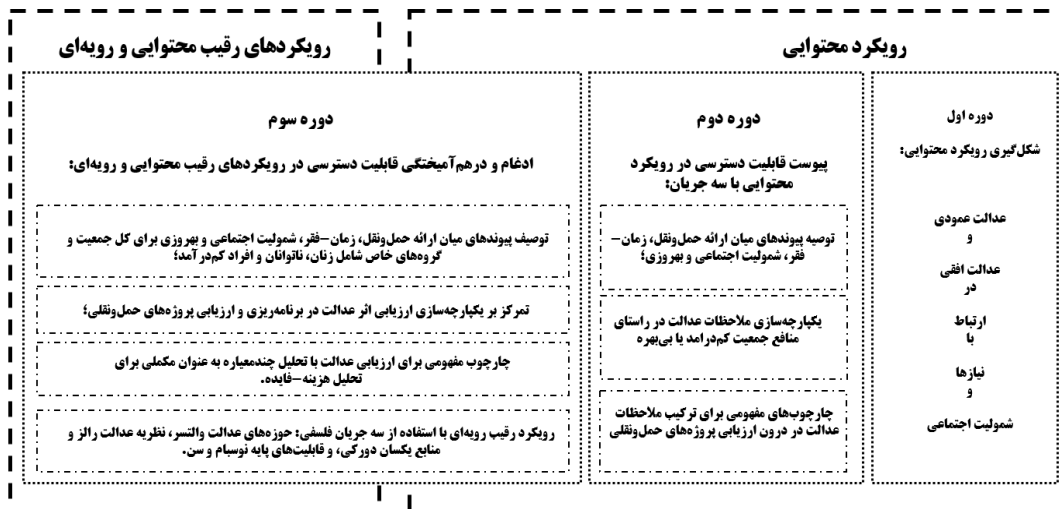 رویکرد محتوایی
رویکردهای رقیب محتوایی و رویه‌ای
دوره اول
شکل‌گیری رویکرد محتوایی:
عدالت عمودی
و
عدالت افقی
در
ارتباط
با
نیازها
و
شمولیت اجتماعی
دوره دوم
پیوست قابلیت دسترسی در رویکرد
محتوایی با سه جریان:
توصیه پیوندهای میان ارائه حمل‌ونقل، زمان–
فقر، شمولیت اجتماعی و بهروزی؛
یکپارچه‌سازی ملاحظات عدالت در راستای
منافع جمعیت کم‌درامد یا بی‌بهره
چارچوب‌های مفهومی برای ترکیب ملاحظات
عدالت در درون ارزیابی پروژه‌های حمل‌ونقلی
دوره سوم
ادغام و درهم‌آمیختگی قابلیت دسترسی در رویکردهای رقیب محتوایی و رویه‌ای:
توصیف پیوندهای میان ارائه حمل‌ونقل، زمان–فقر، شمولیت اجتماعی و بهروزی برای کل جمعیت و
گروه‌های خاص شامل زنان، ناتوانان و افراد کم‌درآمد؛
تمرکز بر یکپارچه‌سازی ارزیابی اثر عدالت در برنامه‌ریزی و ارزیابی پروژه‌های حمل‌ونقلی؛
چارچوب مفهومی برای ارزیابی عدالت با تحلیل چندمعیاره به عنوان مکملی برای
تحلیل هزینه–فایده.
رویکرد رقیب رویه‌ای با استفاده از سه جریان فلسفی: حوزه‌های عدالت والتسر، نظریه عدالت رالز و
منابع یکسان دورکی، و قابلیت‌های پایه نوسبام و سن.